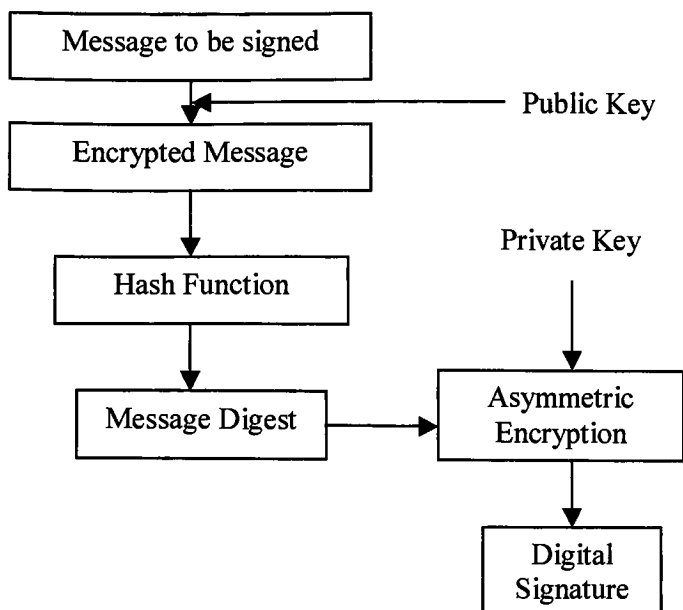 Message to be signed
Public Key
Encrypted Message
Private Key
Hash Function
Message Digest
Asymmetric
Encryption
Digital
Signature